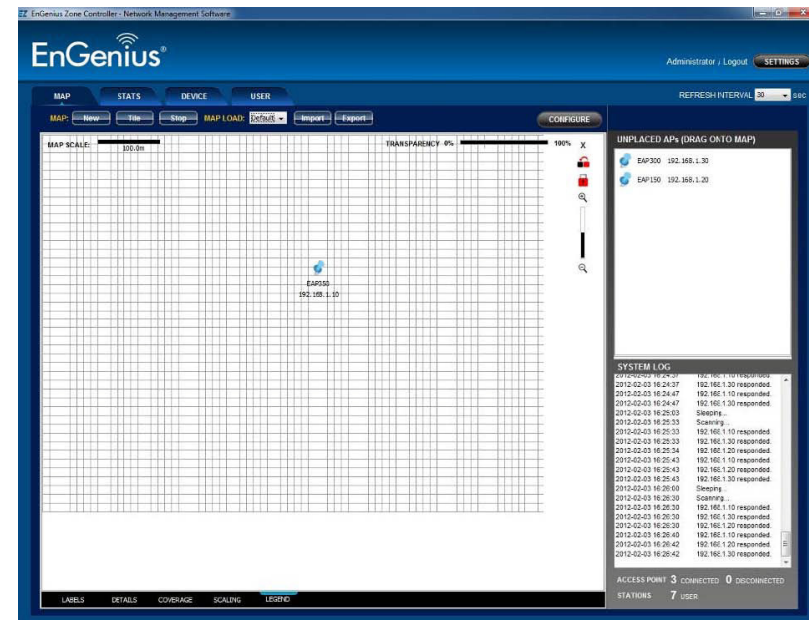 EnGenius Zone Controller - Network Management Software
EnGenius®
Administrator / Logout SETTINGS
MAP STATS DEVICE USER
REFRESH INTERVAL 30 sec
MAP: New Tile Stop MAP LOAD: Default Import Export CONFIGURE
MAP SCALE: 100.0m TRANSPARENCY 0% 100% X
UNPLACED APs (DRAG ONTO MAP)
EAP300 192.168.1.30
EAP150 192.168.1.20
EAP350
192.168.1.10
SYSTEM LOG
2012-02-03 16:24:37 192.168.1.10 responded.
2012-02-03 16:24:37 192.168.1.30 responded.
2012-02-03 16:24:47 192.168.1.10 responded.
2012-02-03 16:24:47 192.168.1.30 responded.
2012-02-03 16:25:03 Sleeping...
2012-02-03 16:25:33 Scanning...
2012-02-03 16:25:33 192.168.1.10 responded.
2012-02-03 16:25:33 192.168.1.30 responded.
2012-02-03 16:25:34 192.168.1.20 responded.
2012-02-03 16:25:43 192.168.1.10 responded.
2012-02-03 16:25:43 192.168.1.20 responded.
2012-02-03 16:25:43 192.168.1.30 responded.
2012-02-03 16:26:00 Sleeping...
2012-02-03 16:26:30 Scanning...
2012-02-03 16:26:30 192.168.1.10 responded.
2012-02-03 16:26:30 192.168.1.30 responded.
2012-02-03 16:26:30 192.168.1.20 responded.
2012-02-03 16:26:40 192.168.1.10 responded.
2012-02-03 16:26:42 192.168.1.20 responded.
2012-02-03 16:26:42 192.168.1.30 responded.
ACCESS POINT 3 CONNECTED 0 DISCONNECTED
STATIONS 7 USER
LABELS DETAILS COVERAGE SCALING LEGEND